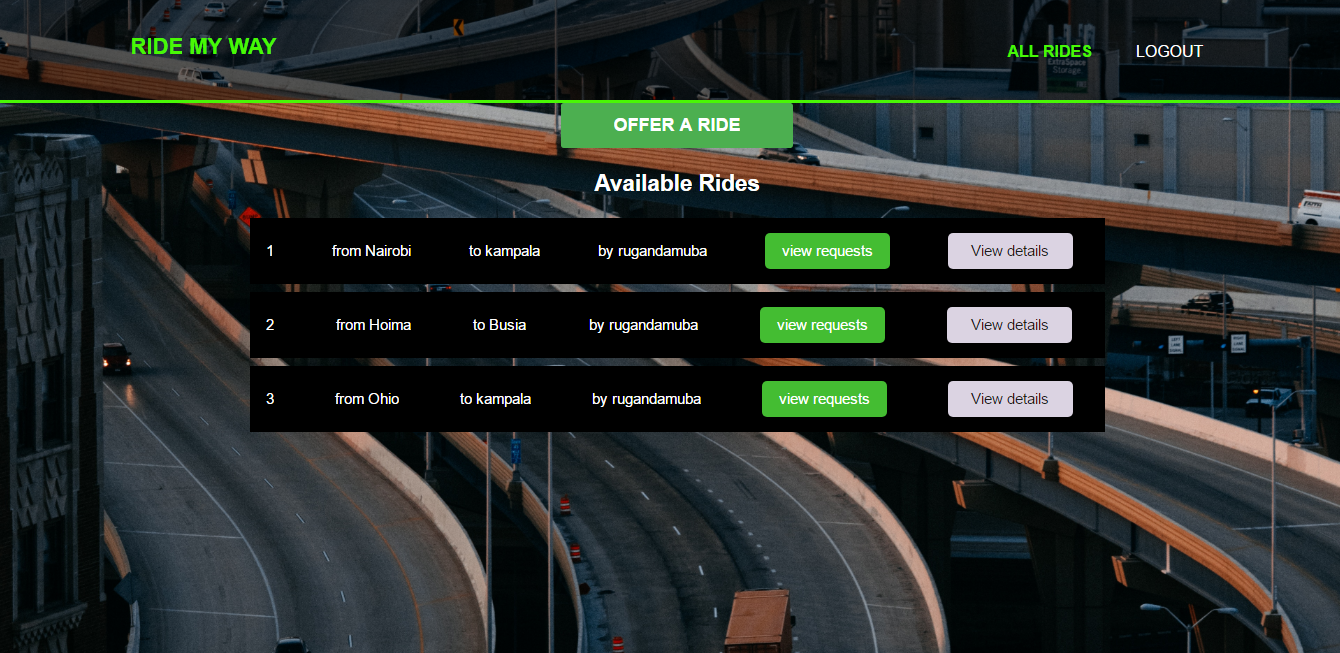 RIDE MY WAY
ALL RIDES LOGOUT
ExtraSpace
Storage
OFFER A RIDE
Available Rides
1 from Nairobi to kampala by rugandamuba view requests View details
2 from Hoima to Busia by rugandamuba view requests View details
3 from Ohio to kampala by rugandamuba view requests View details